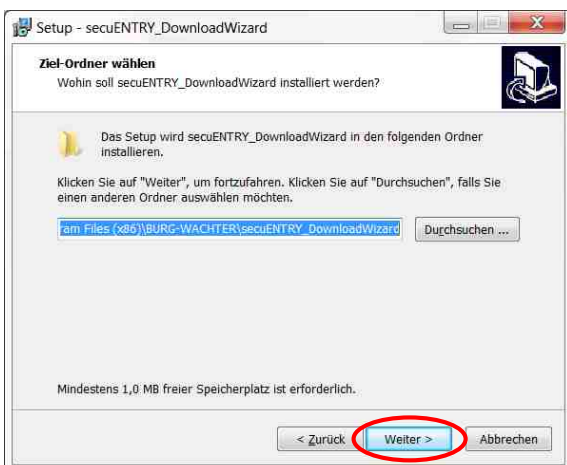 Setup - secuENTRY_DownloadWizard
Ziel-Ordner wählen
Wohin soll secuENTRY_DownloadWizard installiert werden?
Das Setup wird secuENTRY_DownloadWizard in den folgenden Ordner
installieren.
Klicken Sie auf "Weiter", um fortzufahren. Klicken Sie auf "Durchsuchen", falls Sie
einen anderen Ordner auswählen möchten.
ram Files (x86)\BURG-WACHTER\secuENTRY_DownloadWizard
Durchsuchen ...
Mindestens 1,0 MB freier Speicherplatz ist erforderlich.
< Zurück Weiter > Abbrechen